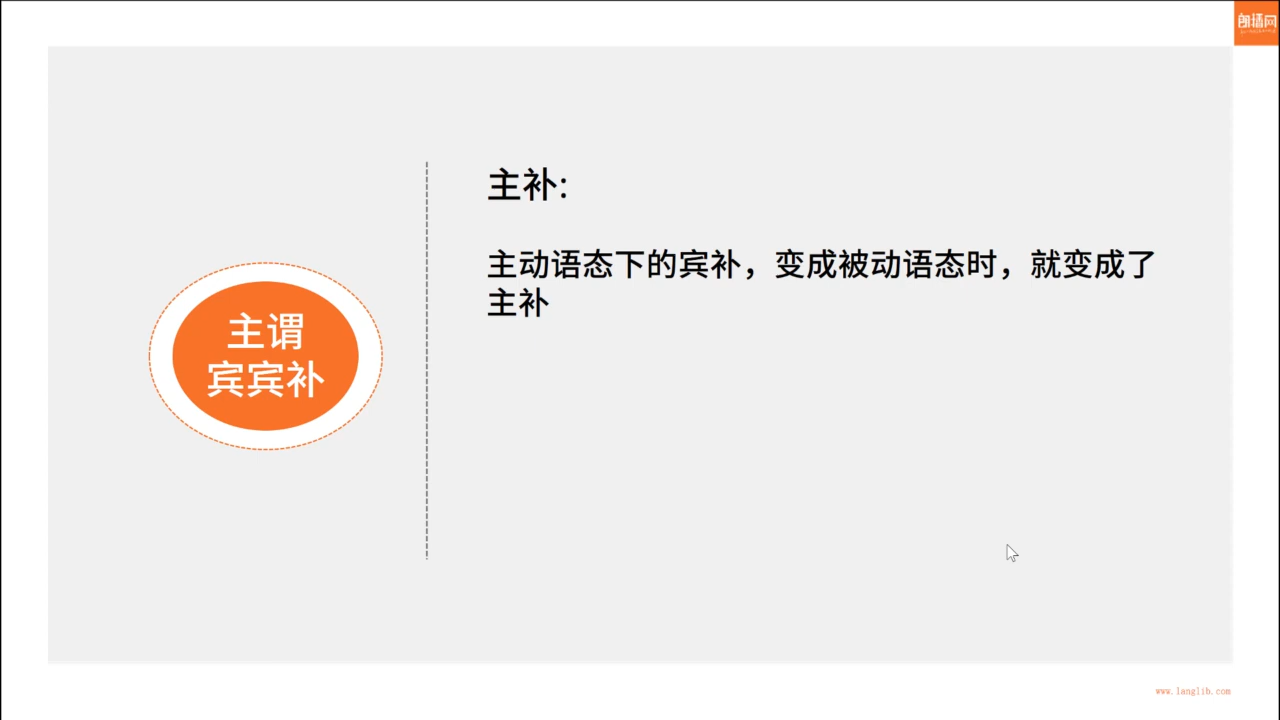 朗播网
主补:
主动语态下的宾补，变成被动语态时，就变成了
主补
主谓
宾宾补
www.langlib.com